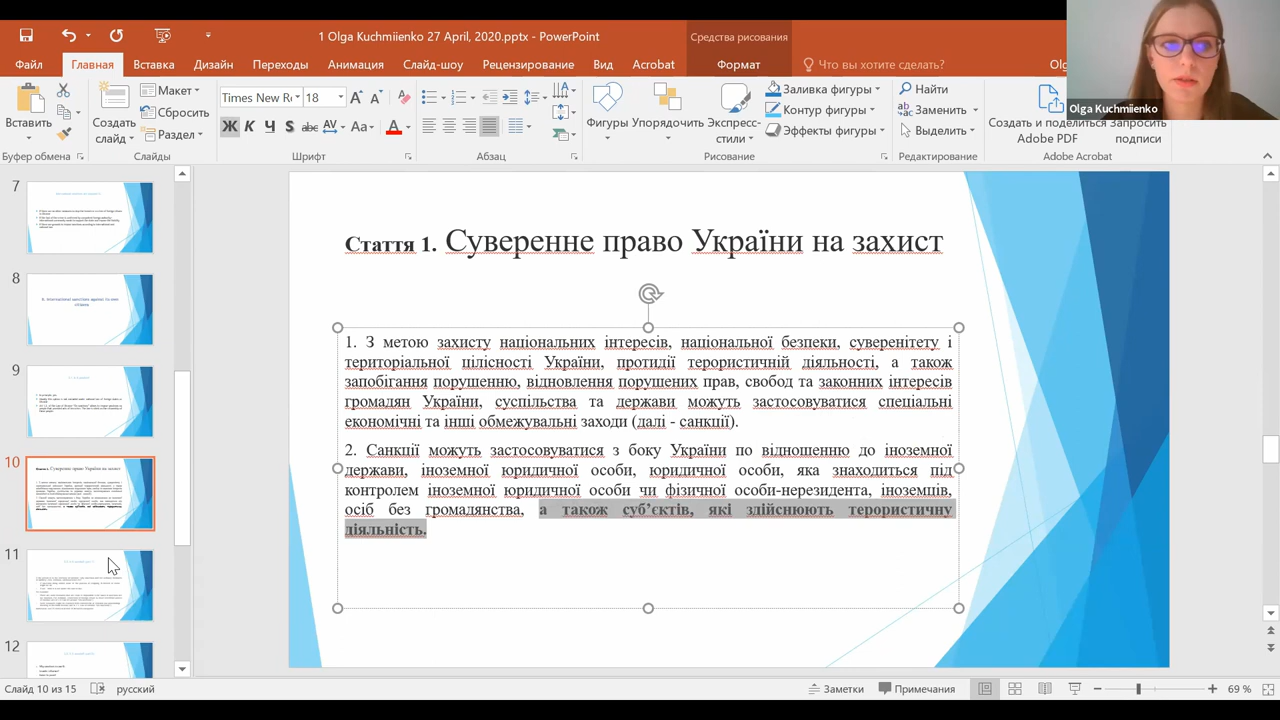 1 Olga Kuchmiienko 27 April, 2020.pptx - PowerPoint
Средства рисования
Файл Главная Вставка Дизайн Переходы Анимация Слайд-шоу Рецензирование Вид Acrobat Формат Что вы хотите сделать?
Olga Kuchmiienko
Вставить
Создать слайд
Макет
Сбросить
Раздел
Times New R
18
Ж К Ч S abc AV Aa А
Фигуры Упорядочить Экспресс-стили
Заливка фигуры
Контур фигуры
Эффекты фигуры
Найти
Заменить
Выделить
Создать и поделиться Adobe PDF
Запросить подписи
Буфер обмена Слайды Шрифт Абзац Рисование Редактирование Adobe Acrobat
7
8
II. International sanctions against foreign citizens
9
10
11
12
Стаття 1. Суверенне право України на захист
1. З метою захисту національних інтересів, національної безпеки, суверенітету і
територіальної цілісності України, протидії терористичній діяльності, а також
запобігання порушенню, відновлення порушених прав, свобод та законних інтересів
громадян України, суспільства та держави можуть застосовуватися спеціальні
економічні та інші обмежувальні заходи (далі - санкції).
2. Санкції можуть застосовуватися з боку України по відношенню до іноземної
держави, іноземної юридичної особи, юридичної особи, яка знаходиться під
контролем іноземної юридичної особи чи фізичної особи-нерезидента, іноземців,
осіб без громадянства, а також суб’єктів, які здійснюють терористичну
діяльність.
Слайд 10 из 15 русский Заметки Примечания 69 %